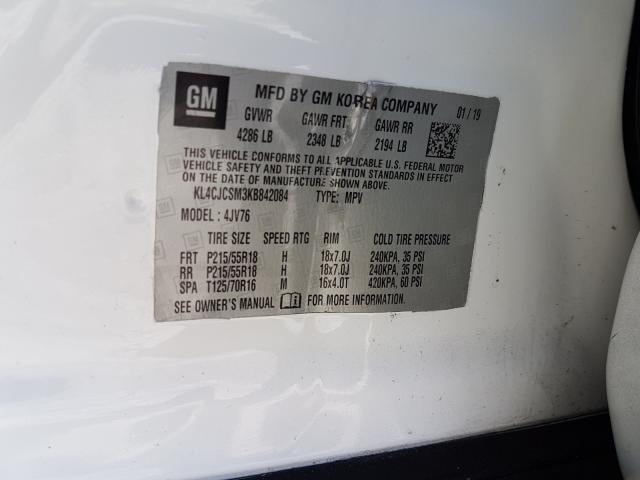 GM
MFD BY GM KOREA COMPANY 01/19
GVWR GAWR FRT GAWR RR
4286 LB 2348 LB 2194 LB
THIS VEHICLE CONFORMS TO ALL APPLICABLE U.S. FEDERAL MOTOR
VEHICLE SAFETY AND THEFT PREVENTION STANDARDS IN EFFECT
ON THE DATE OF MANUFACTURE SHOWN ABOVE.
KL4CJCSM3KB842084 TYPE: MPV
MODEL: 4JV76
TIRE SIZE SPEED RTG RIM COLD TIRE PRESSURE
FRT P215/55R18 H 18x7.0J 240KPA, 35 PSI
RR P215/55R18 H 18x7.0J 240KPA, 35 PSI
SPA T125/70R16 M 16x4.0T 420KPA, 60 PSI
SEE OWNER'S MANUAL FOR MORE INFORMATION.